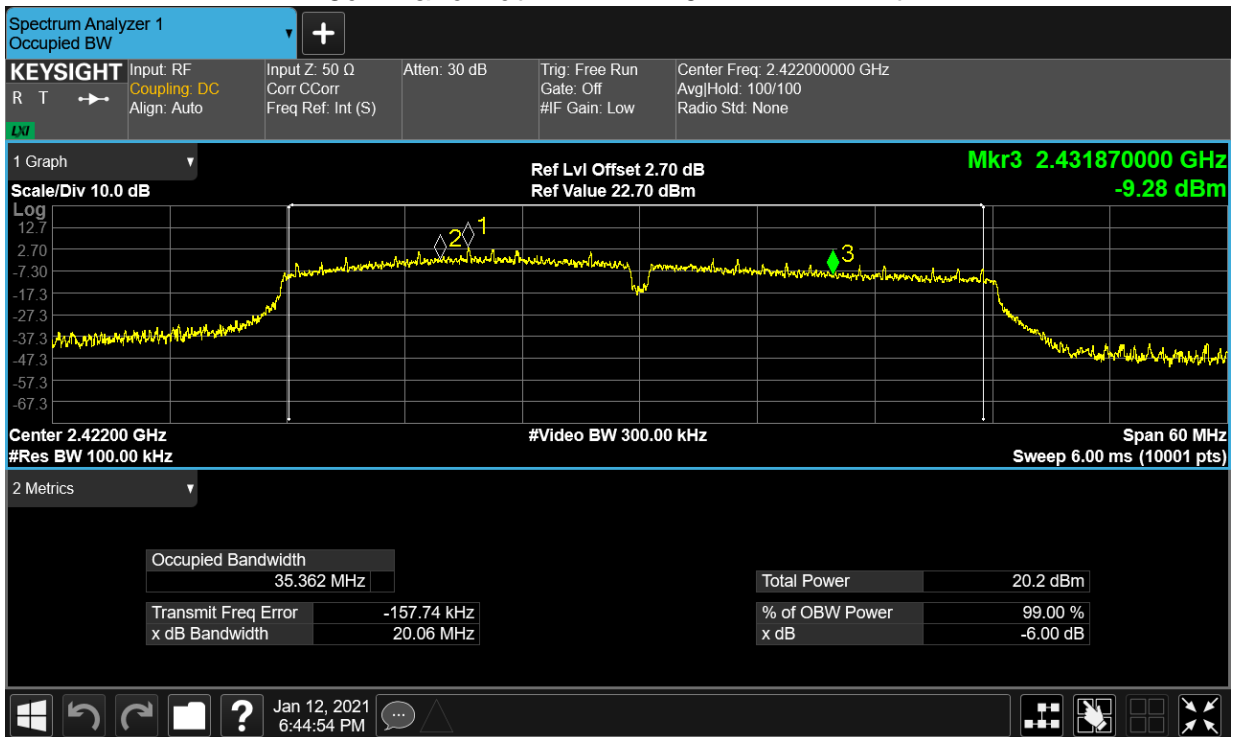 Spectrum Analyzer 1
Occupied BW
+
KEYSIGHT
R T
LXI
Input: RF
Coupling: DC
Align: Auto
Input Z: 50 Ω
Corr CCorr
Freq Ref: Int (S)
Atten: 30 dB
Trig: Free Run
Gate: Off
#IF Gain: Low
Center Freq: 2.422000000 GHz
Avg|Hold: 100/100
Radio Std: None
1 Graph
Scale/Div 10.0 dB
Ref Lvl Offset 2.70 dB
Ref Value 22.70 dBm
Mkr3 2.431870000 GHz
-9.28 dBm
Log
12.7
2.70
-7.30
-17.3
-27.3
-37.3
-47.3
-57.3
-67.3
2 1
3
Center 2.42200 GHz
#Res BW 100.00 kHz
#Video BW 300.00 kHz
Span 60 MHz
Sweep 6.00 ms (10001 pts)
2 Metrics
Occupied Bandwidth
35.362 MHz
Transmit Freq Error -157.74 kHz
x dB Bandwidth 20.06 MHz
Total Power 20.2 dBm
% of OBW Power 99.00 %
x dB -6.00 dB
?
Jan 12, 2021
6:44:54 PM